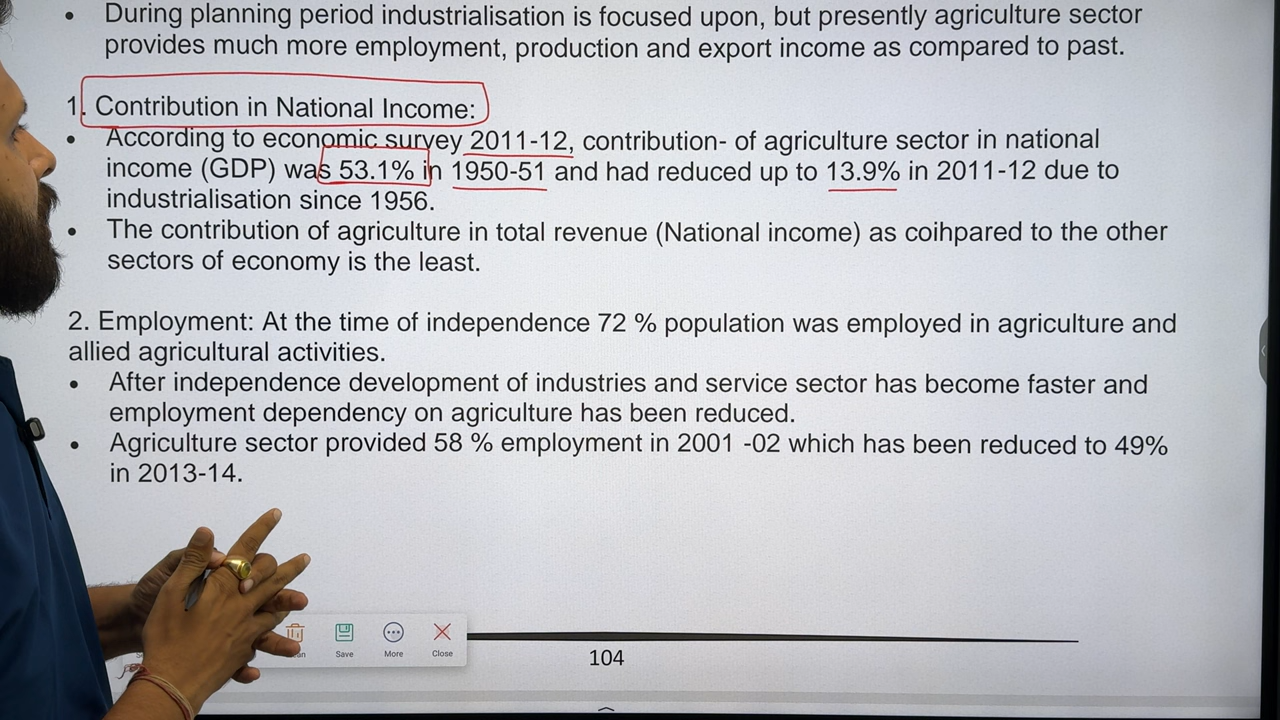 • During planning period industrialisation is focused upon, but presently agriculture sector
provides much more employment, production and export income as compared to past.
1. Contribution in National Income:
• According to economic survey 2011-12, contribution- of agriculture sector in national
income (GDP) was 53.1% in 1950-51 and had reduced up to 13.9% in 2011-12 due to
industrialisation since 1956.
• The contribution of agriculture in total revenue (National income) as coihpared to the other
sectors of economy is the least.
2. Employment: At the time of independence 72 % population was employed in agriculture and
allied agricultural activities.
• After independence development of industries and service sector has become faster and
employment dependency on agriculture has been reduced.
• Agriculture sector provided 58 % employment in 2001 -02 which has been reduced to 49%
in 2013-14.
Save More Close
104